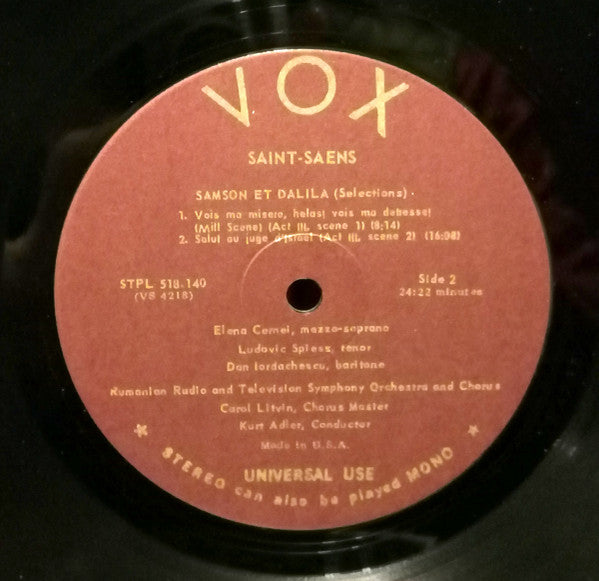 VOX
SAINT-SAENS
SAMSON ET DALILA (Selections) ·
1. Vois ma misere, helas! vois ma detresse!
(Mill Scene) (Act III, scene 1) (8:14)
2. Salut au juge d'Israel (Act III, scene 2) (16:08)
STPL 518.140
(VS 4218)
Side 2
24:22 minutes
Elena Cernei, mezzo-soprano
Ludovic Spiess, tenor
Dan Iordachescu, baritone
Rumanian Radio and Television Symphony Orchestra and Chorus
Carol Litvin, Chorus Master
Kurt Adler, Conductor
Made in U.S.A.
UNIVERSAL USE
★ STEREO can also be played MONO ★